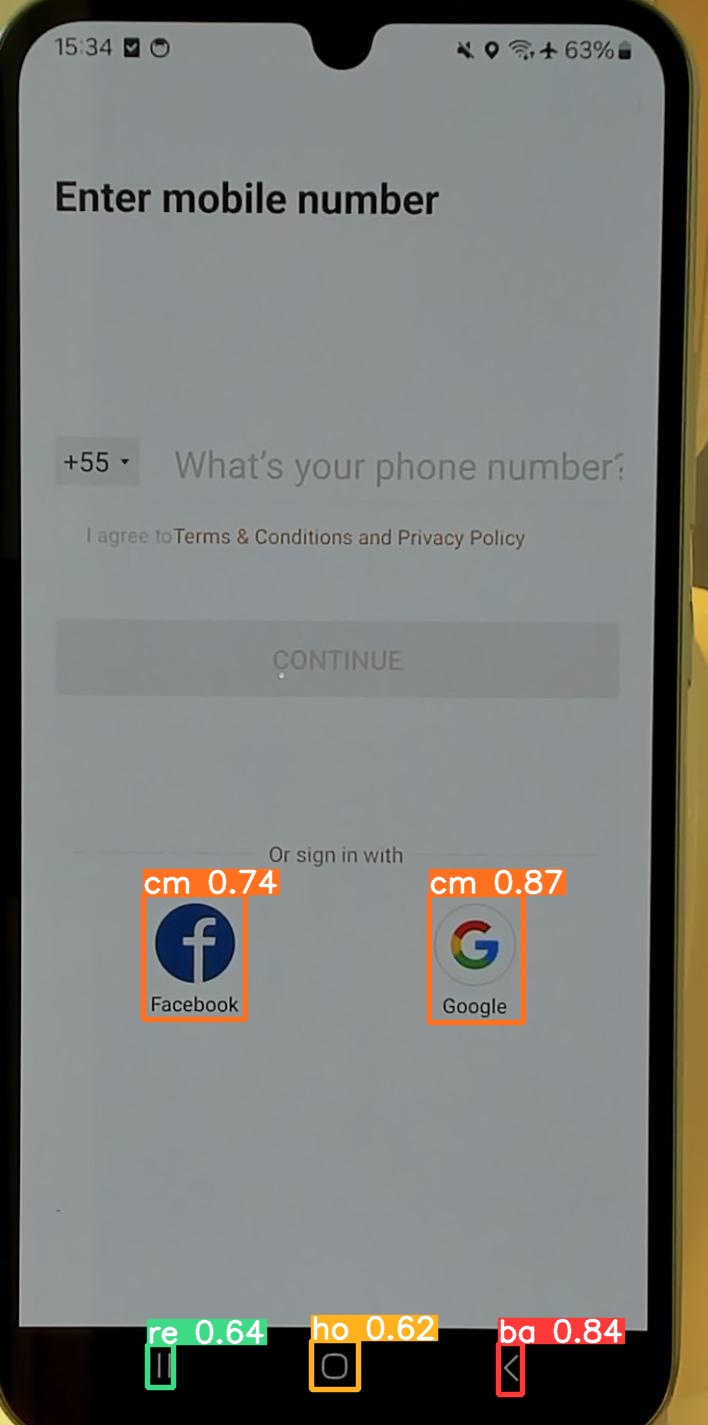 15:34 63%
Enter mobile number
+55 What's your phone number?
I agree toTerms & Conditions and Privacy Policy
CONTINUE
Or sign in with
cm 0.74 cm 0.87
Facebook Google
re 0.64 ho 0.62 ba 0.84